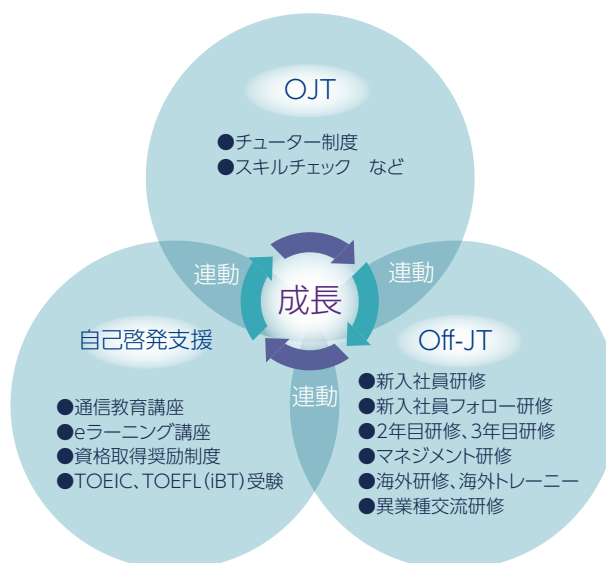 OJT
●チューター制度
●スキルチェック　など
連動
連動
成長
自己啓発支援
●通信教育講座
●eラーニング講座
●資格取得奨励制度
●TOEIC、TOEFL(iBT)受験
連動
Off-JT
●新入社員研修
●新入社員フォロー研修
●2年目研修、3年目研修
●マネジメント研修
●海外研修、海外トレーニー
●異業種交流研修